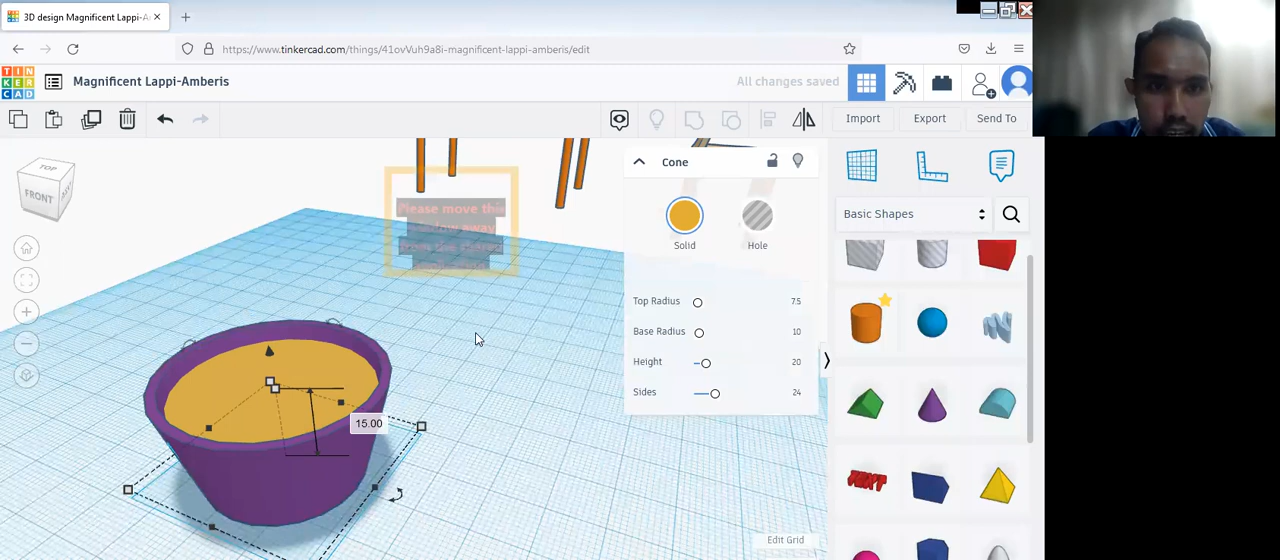 3D design Magnificent Lappi-A
https://www.tinkercad.com/things/41ovVuh9a8i-magnificent-lappi-amberis/edit
TIN
KER
CAD
Magnificent Lappi-Amberis
All changes saved
Import
Export
Send To
TOP
FRONT
Please move this
away
Cone
Solid
Hole
Top Radius 7.5
Base Radius 10
Height 20
Sides 24
Basic Shapes
15.00
Edit Grid